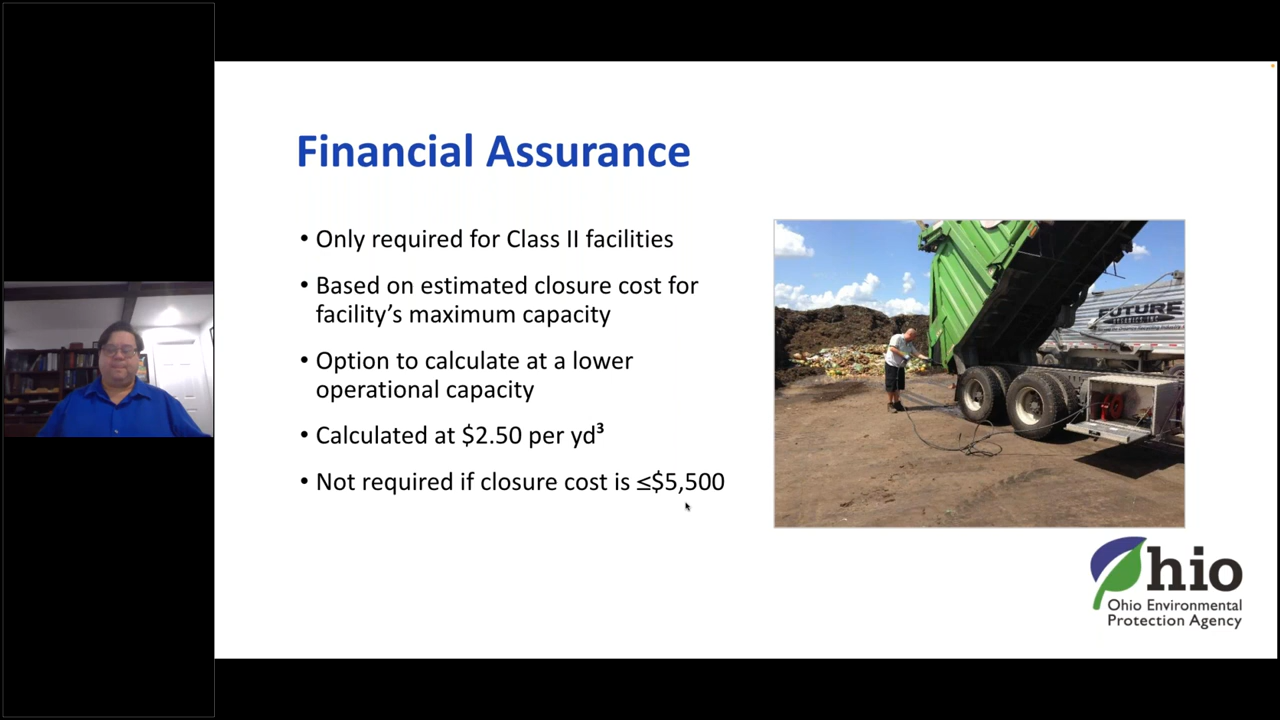 Financial Assurance
• Only required for Class II facilities
• Based on estimated closure cost for
facility’s maximum capacity
• Option to calculate at a lower
operational capacity
• Calculated at $2.50 per yd³
• Not required if closure cost is ≤$5,500
FUTURE
Ohio
Ohio Environmental
Protection Agency